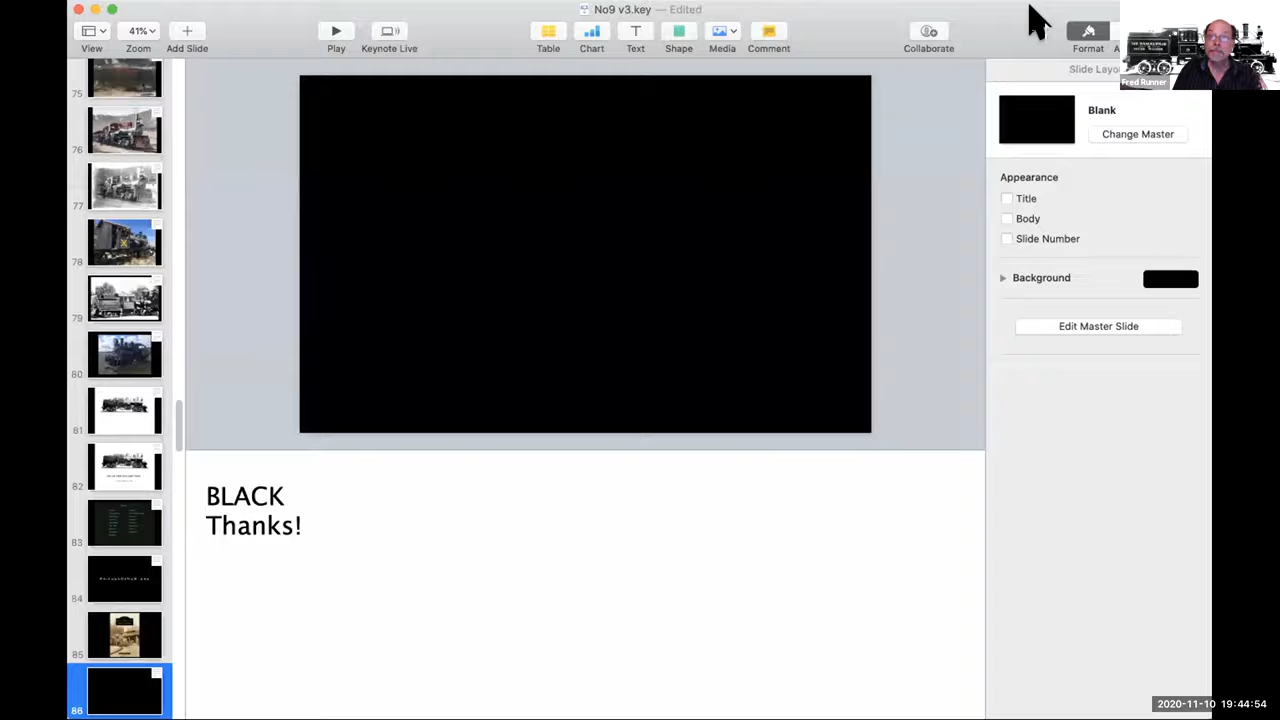 No9 v3.key — Edited
41%
View
Zoom
Add Slide
Play
Keynote Live
Table
Chart
Text
Shape
Media
Comment
Collaborate
Format
Fred Runner
Slide Layo
Blank
Change Master
Appearance
Title
Body
Slide Number
Background
Edit Master Slide
75
76
77
78
79
80
81
82
83
84
85
86
BLACK
Thanks!
2020-11-10 19:44:54